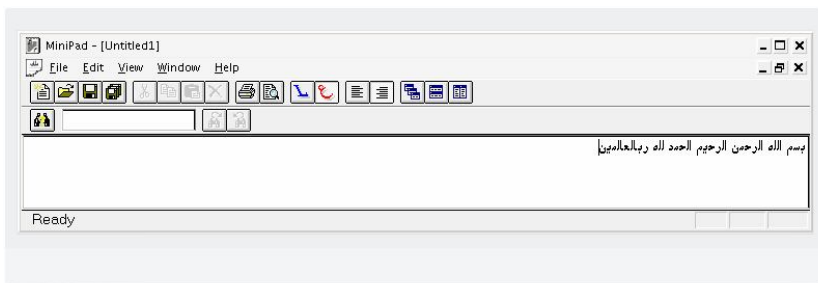 MiniPad - [Untitled1]
File Edit View Window Help
بسم الله الرحمن الرحيم الحمد لله ربالعالمين
Ready